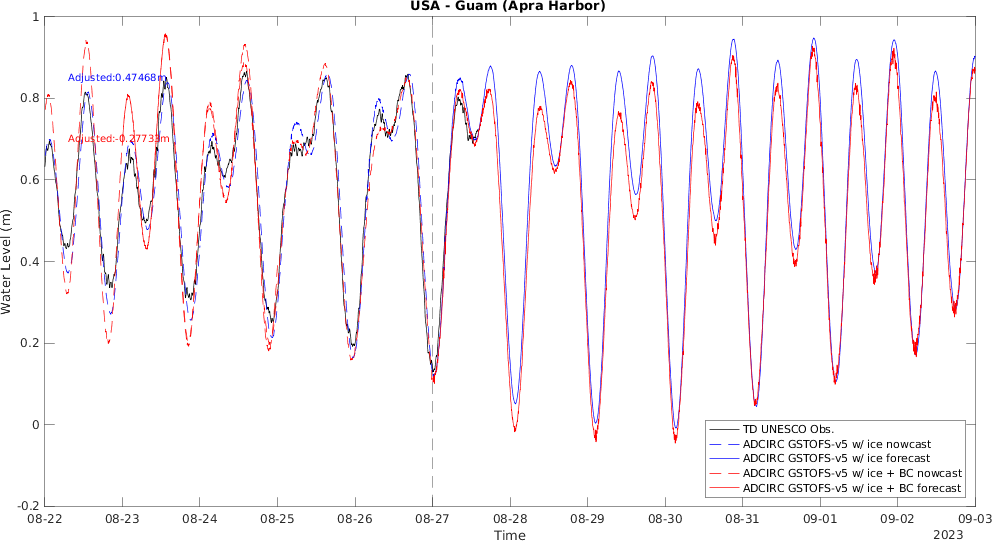 USA - Guam (Apra Harbor)
1
0.8
0.6
0.4
0.2
0
-0.2
Water Level (m)
Adjusted:0.47468m
Adjusted:-0.27733m
TD UNESCO Obs.
ADCIRC GSTOFS-v5 w/ ice nowcast
ADCIRC GSTOFS-v5 w/ ice forecast
ADCIRC GSTOFS-v5 w/ ice + BC nowcast
ADCIRC GSTOFS-v5 w/ ice + BC forecast
08-22 08-23 08-24 08-25 08-26 08-27 08-28 08-29 08-30 08-31 09-01 09-02 09-03
Time
2023